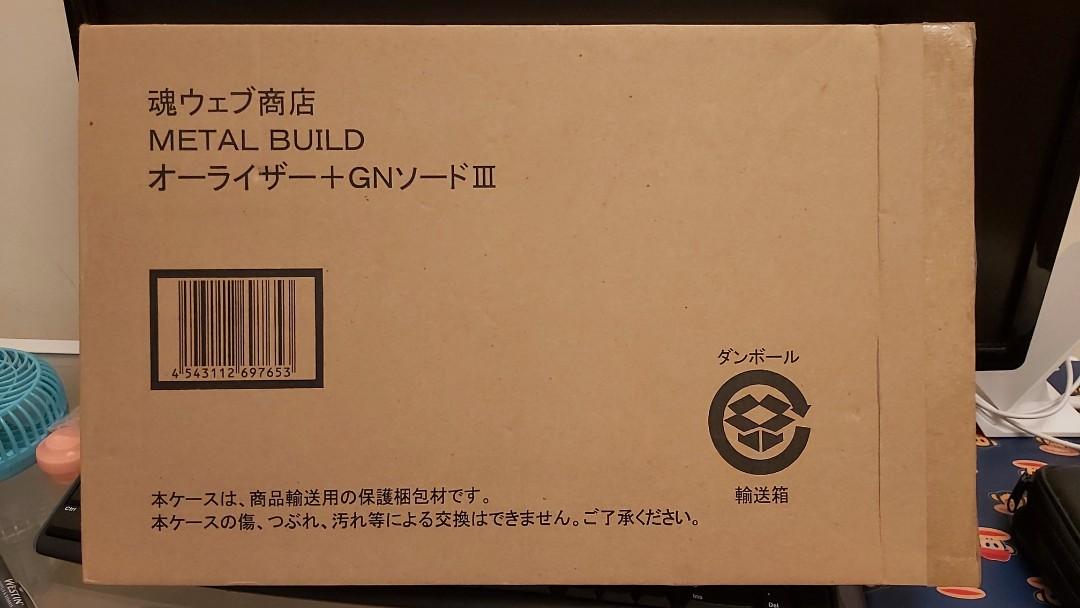 魂ウェブ商店
METAL BUILD
オーライザー＋GNソードⅢ
4 543112 697653
ダンボール
輸送箱
本ケースは、商品輸送用の保護梱包材です。
本ケースの傷、つぶれ、汚れ等による交換はできません。ご了承ください。
Ctrl
WESTIN
Ins
Del